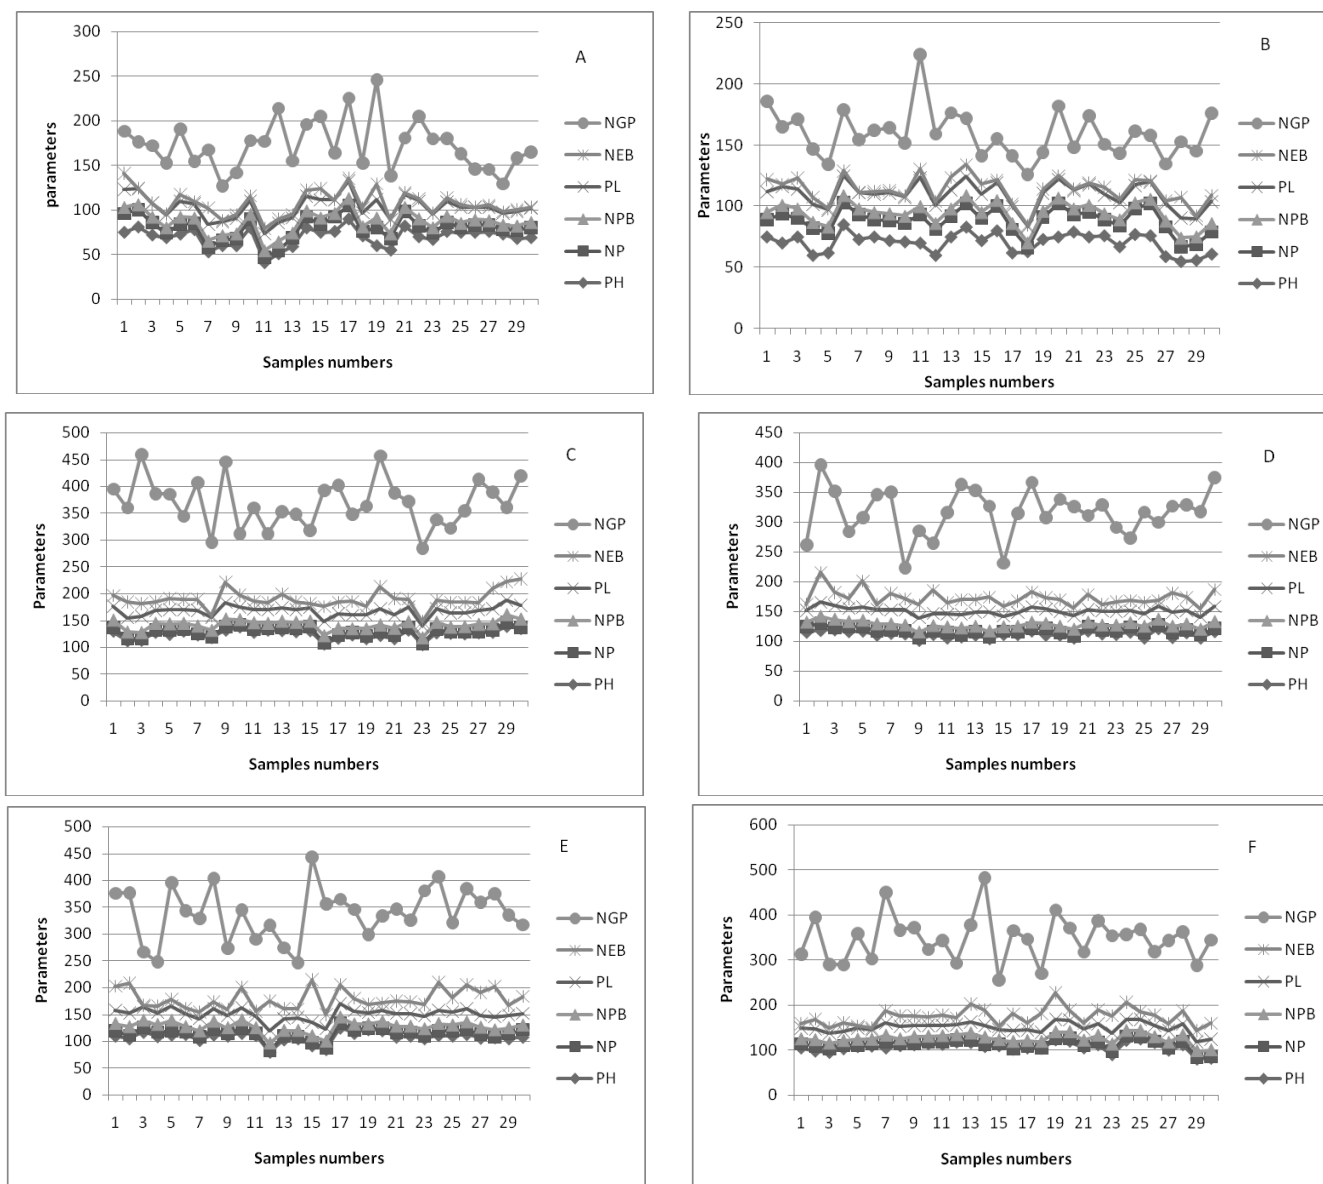 A
300
250
200
150
100
50
0
parameters
1 3 5 7 9 11 13 15 17 19 21 23 25 27 29
Samples numbers
NGP
NEB
PL
NPB
NP
PH
B
250
200
150
100
50
0
Parameters
1 3 5 7 9 11 13 15 17 19 21 23 25 27 29
Samples numbers
NGP
NEB
PL
NPB
NP
PH
C
500
450
400
350
300
250
200
150
100
50
0
Parameters
1 3 5 7 9 11 13 15 17 19 21 23 25 27 29
Samples numbers
NGP
NEB
PL
NPB
NP
PH
D
450
400
350
300
250
200
150
100
50
0
Parameters
1 3 5 7 9 11 13 15 17 19 21 23 25 27 29
Samples numbers
NGP
NEB
PL
NPB
NP
PH
E
500
450
400
350
300
250
200
150
100
50
0
Parameters
1 3 5 7 9 11 13 15 17 19 21 23 25 27 29
Samples numbers
NGP
NEB
PL
NPB
NP
PH
F
600
500
400
300
200
100
0
Parameters
1 3 5 7 9 11 13 15 17 19 21 23 25 27 29
Samples numbers
NGP
NEB
PL
NPB
NP
PH